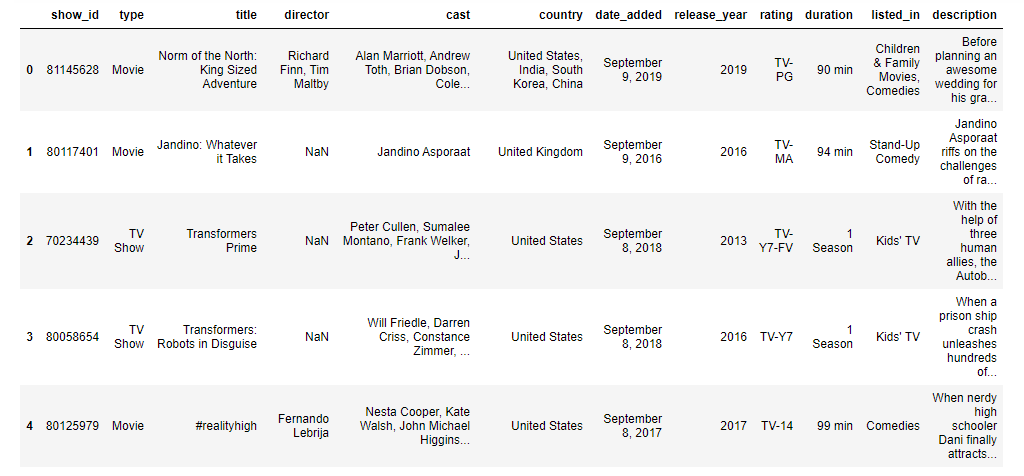 show_id type title director cast country date_added release_year rating duration listed_in description
0 81145628 Movie Norm of the North: King Sized Adventure Richard Finn, Tim Maltby Alan Marriott, Andrew Toth, Brian Dobson, Cole... United States, India, South Korea, China September 9, 2019 2019 TV-PG 90 min Children & Family Movies, Comedies Before planning an awesome wedding for his gra...
1 80117401 Movie Jandino: Whatever it Takes NaN Jandino Asporaat United Kingdom September 9, 2016 2016 TV-MA 94 min Stand-Up Comedy Jandino Asporaat riffs on the challenges of ra...
2 70234439 TV Show Transformers Prime NaN Peter Cullen, Sumalee Montano, Frank Welker, J... United States September 8, 2018 2013 TV-Y7-FV 1 Season Kids' TV With the help of three human allies, the Autob...
3 80058654 TV Show Transformers: Robots in Disguise NaN Will Friedle, Darren Criss, Constance Zimmer, ... United States September 8, 2018 2016 TV-Y7 1 Season Kids' TV When a prison ship crash unleashes hundreds of...
4 80125979 Movie #realityhigh Fernando Lebrija Nesta Cooper, Kate Walsh, John Michael Higgins... United States September 8, 2017 2017 TV-14 99 min Comedies When nerdy high schooler Dani finally attracts...